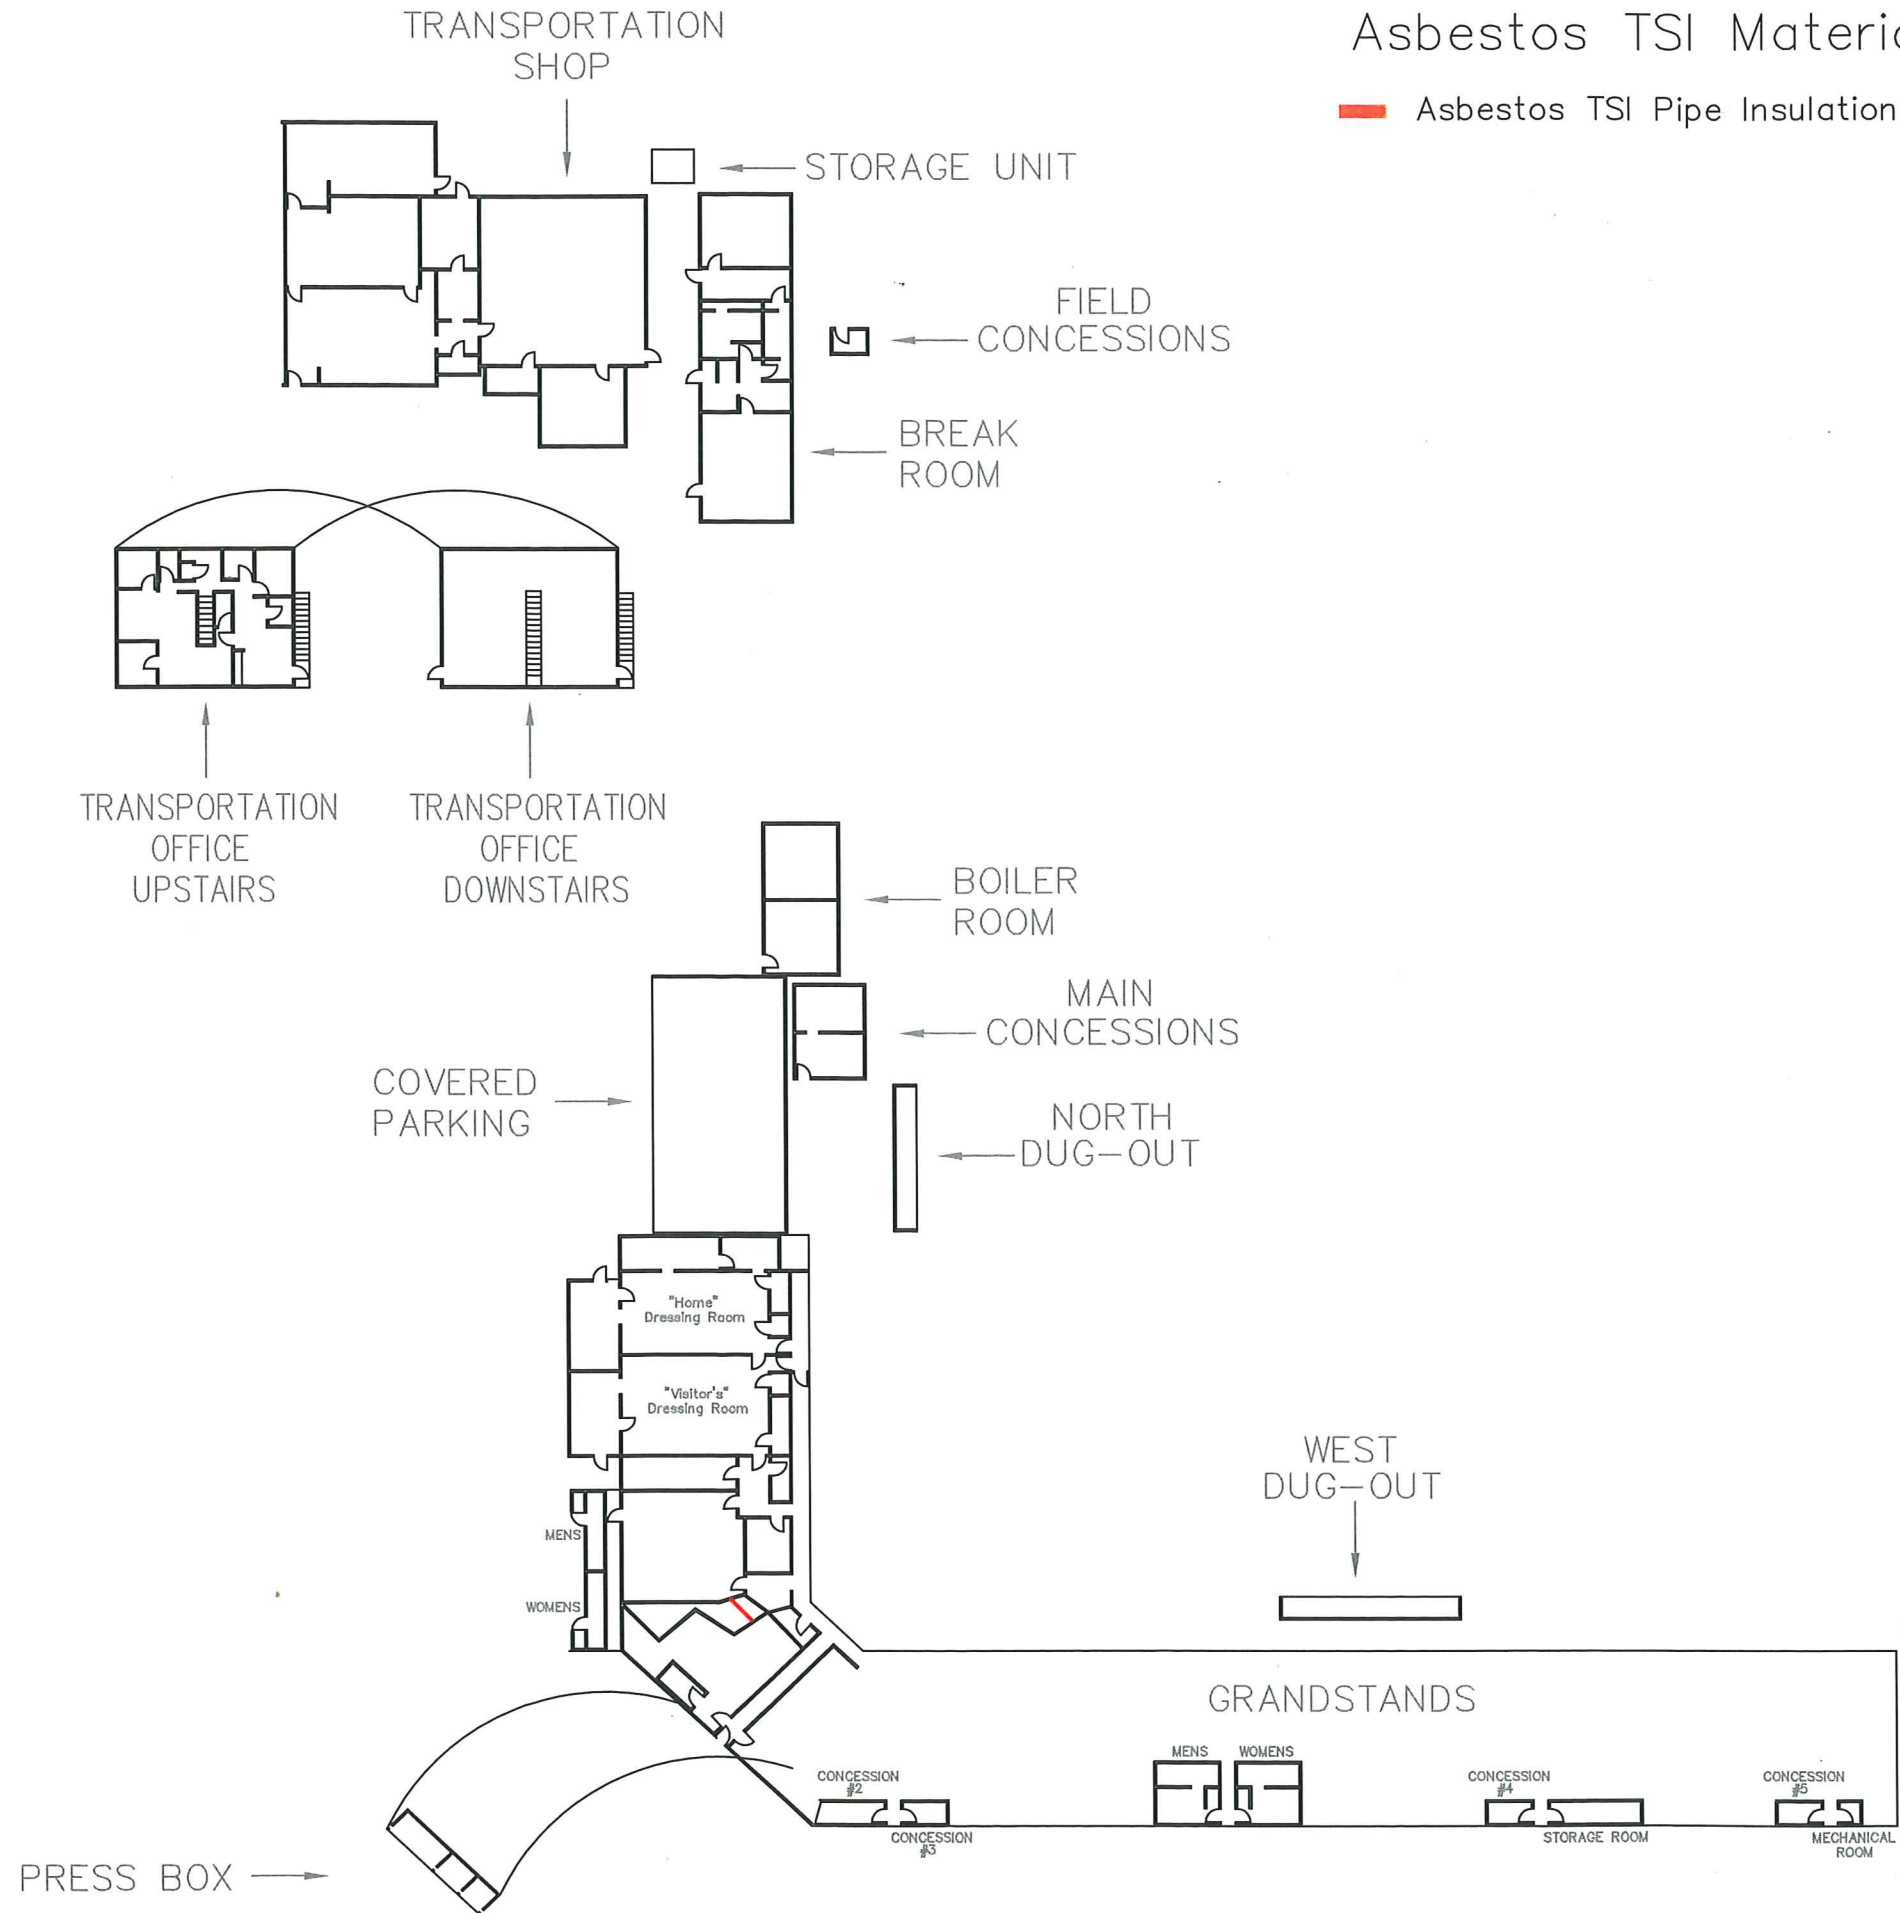 TRANSPORTATION
SHOP
Asbestos TSI Materia
Asbestos TSI Pipe Insulation
STORAGE UNIT
FIELD
CONCESSIONS
BREAK
ROOM
TRANSPORTATION
OFFICE
UPSTAIRS
TRANSPORTATION
OFFICE
DOWNSTAIRS
BOILER
ROOM
MAIN
CONCESSIONS
COVERED
PARKING
NORTH
DUG-OUT
"Home"
Dressing Room
"Visitor's"
Dressing Room
WEST
DUG-OUT
MENS
WOMENS
GRANDSTANDS
MENS
WOMENS
CONCESSION
#2
CONCESSION
#3
CONCESSION
#4
STORAGE ROOM
CONCESSION
#5
MECHANICAL
ROOM
PRESS BOX